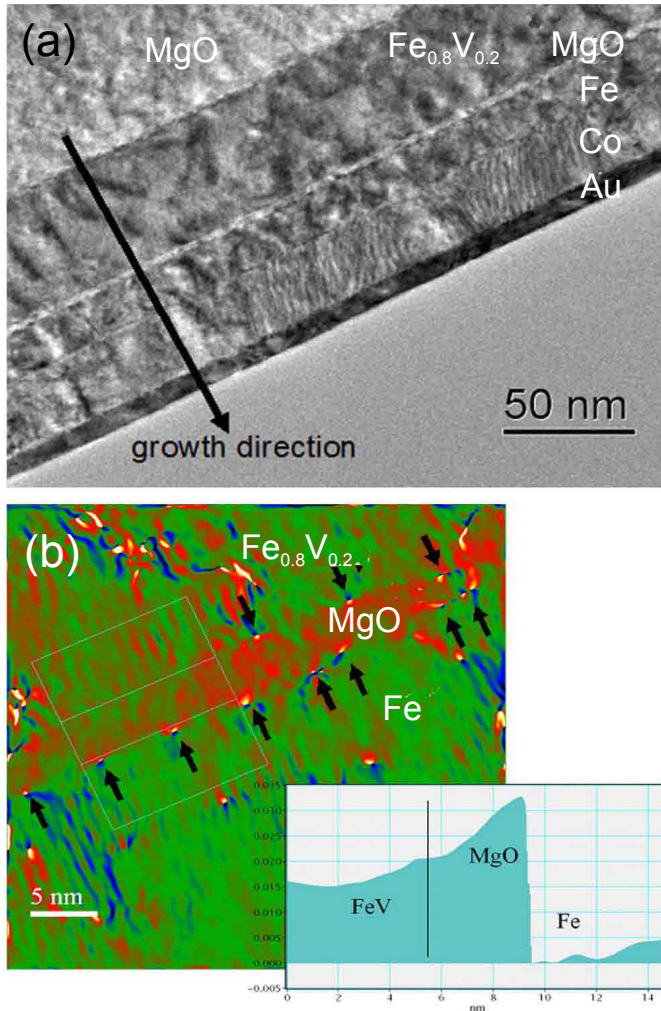 (a)
MgO
Fe0.8V0.2
MgO
Fe
Co
Au
growth direction
50 nm
(b)
Fe0.8V0.2
MgO
Fe
5 nm
0.035
0.030
0.025
0.020
0.015
0.010
0.005
0.000
-0.005
FeV
MgO
Fe
0
2
4
6
8
10
12
14
nm